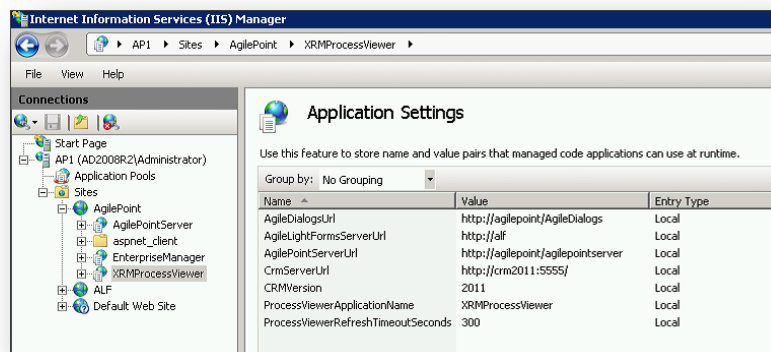 Internet Information Services (IIS) Manager
AP1 Sites AgilePoint XRMProcessViewer
File View Help
Connections
Start Page
AP1 (AD2008R2\Administrator)
Application Pools
Sites
AgilePoint
AgilePointServer
aspnet_client
EnterpriseManager
XRMProcessViewer
ALF
Default Web Site
Application Settings
Use this feature to store name and value pairs that managed code applications can use at runtime.
Group by: No Grouping
Name Value Entry Type
AgileDialogsUrl http://agilepoint/AgileDialogs Local
AgileLightFormsServerUrl http://alf Local
AgilePointServerUrl http://agilepoint/agilepointserver Local
CrmServerUrl http://crm2011:5555/ Local
CRMVersion 2011 Local
ProcessViewerApplicationName XRMProcessViewer Local
ProcessViewerRefreshTimeoutSeconds 300 Local